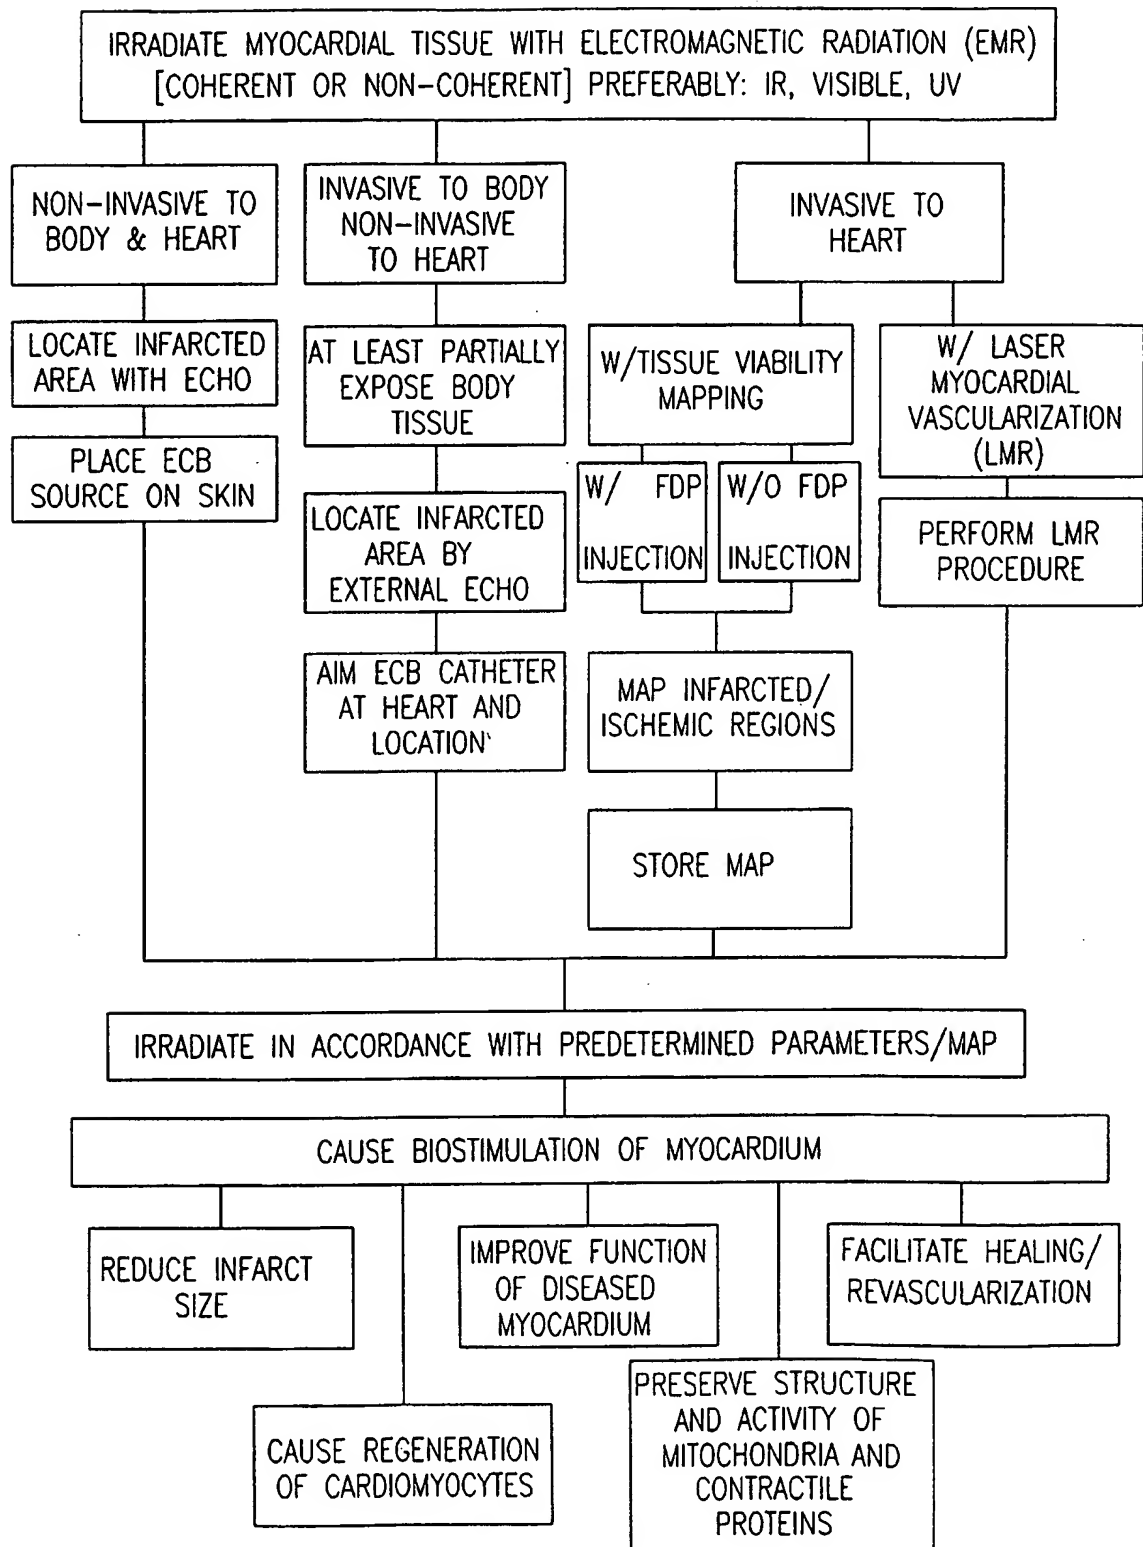 IRRADIATE MYOCARDIAL TISSUE WITH ELECTROMAGNETIC RADIATION (EMR)
[COHERENT OR NON-COHERENT] PREFERABLY: IR, VISIBLE, UV
NON-INVASIVE TO
BODY & HEART
INVASIVE TO BODY
NON-INVASIVE
TO HEART
INVASIVE TO
HEART
LOCATE INFARCTED
AREA WITH ECHO
AT LEAST PARTIALLY
EXPOSE BODY
TISSUE
W/TISSUE VIABILITY
MAPPING
W/ LASER
MYOCARDIAL
VASCULARIZATION
(LMR)
PLACE ECB
SOURCE ON SKIN
LOCATE INFARCTED
AREA BY
EXTERNAL ECHO
W/ FDP
INJECTION
W/O FDP
INJECTION
PERFORM LMR
PROCEDURE
AIM ECB CATHETER
AT HEART AND
LOCATION
MAP INFARCTED/
ISCHEMIC REGIONS
STORE MAP
IRRADIATE IN ACCORDANCE WITH PREDETERMINED PARAMETERS/MAP
CAUSE BIOSTIMULATION OF MYOCARDIUM
REDUCE INFARCT
SIZE
IMPROVE FUNCTION
OF DISEASED
MYOCARDIUM
FACILITATE HEALING/
REVASCULARIZATION
CAUSE REGENERATION
OF CARDIOMYOCYTES
PRESERVE STRUCTURE
AND ACTIVITY OF
MITOCHONDRIA AND
CONTRACTILE
PROTEINS